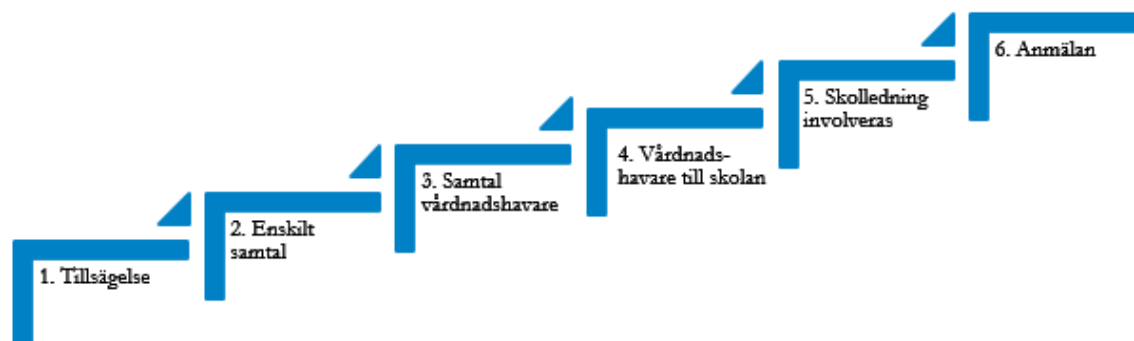 1. Tillsägelse
2. Enskilt
samtal
3. Samtal
vårdnadshavare
4. Vårdnads-
havare till skolan
5. Skolledning
involveras
6. Anmälan